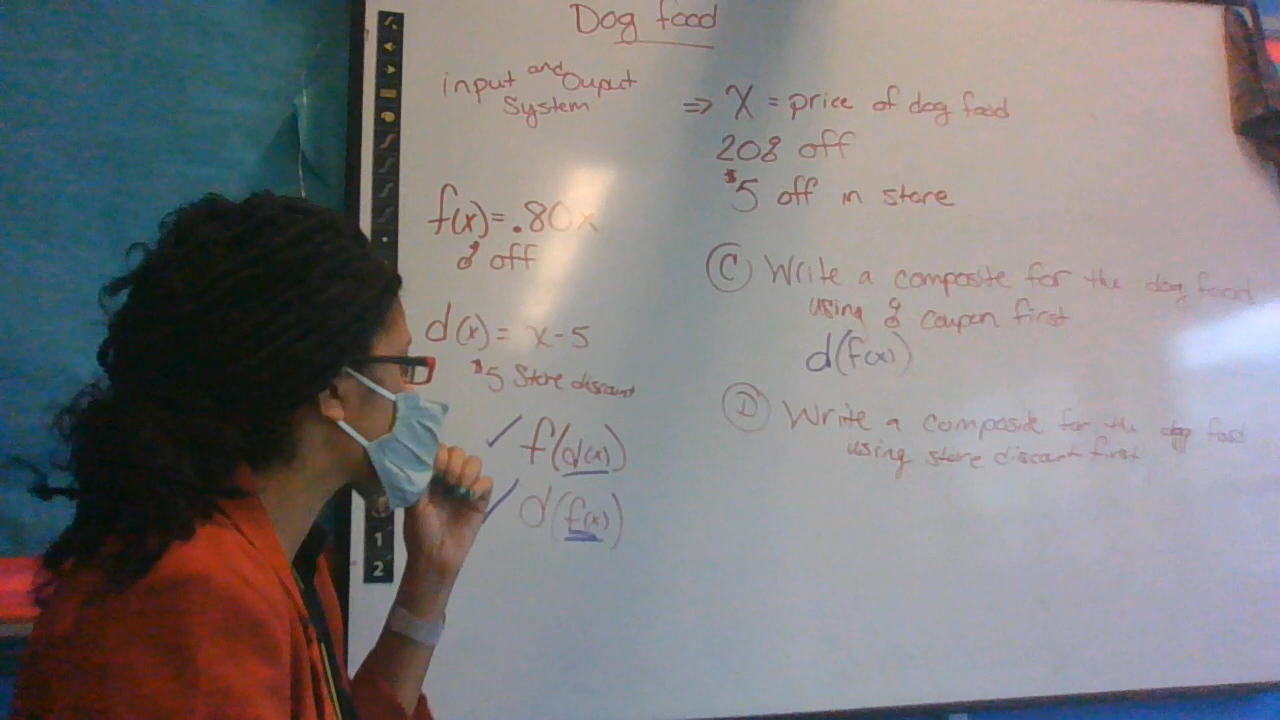 Dog food
input and Ouput
System
f(x)=.80x
% off
d(x)= x-5
$5 Store discount
✓ f(d(x))
✓ d(f(x))
⇒ X = price of dog food
20% off
$5 off in store
Ⓒ Write a composite for the dog food
using % coupon first
d(f(x))
Ⓓ Write a composite for the dog food
using store discount first
1
2